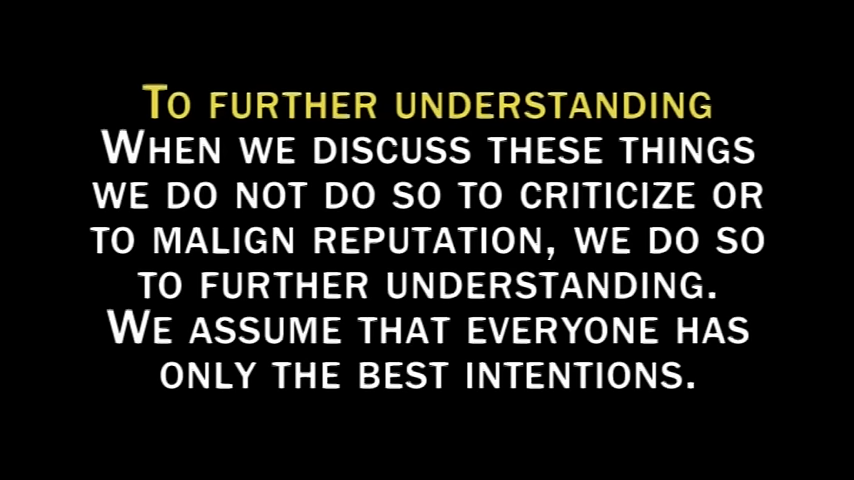 TO FURTHER UNDERSTANDING
WHEN WE DISCUSS THESE THINGS
WE DO NOT DO SO TO CRITICIZE OR
TO MALIGN REPUTATION, WE DO SO
TO FURTHER UNDERSTANDING.
WE ASSUME THAT EVERYONE HAS
ONLY THE BEST INTENTIONS.